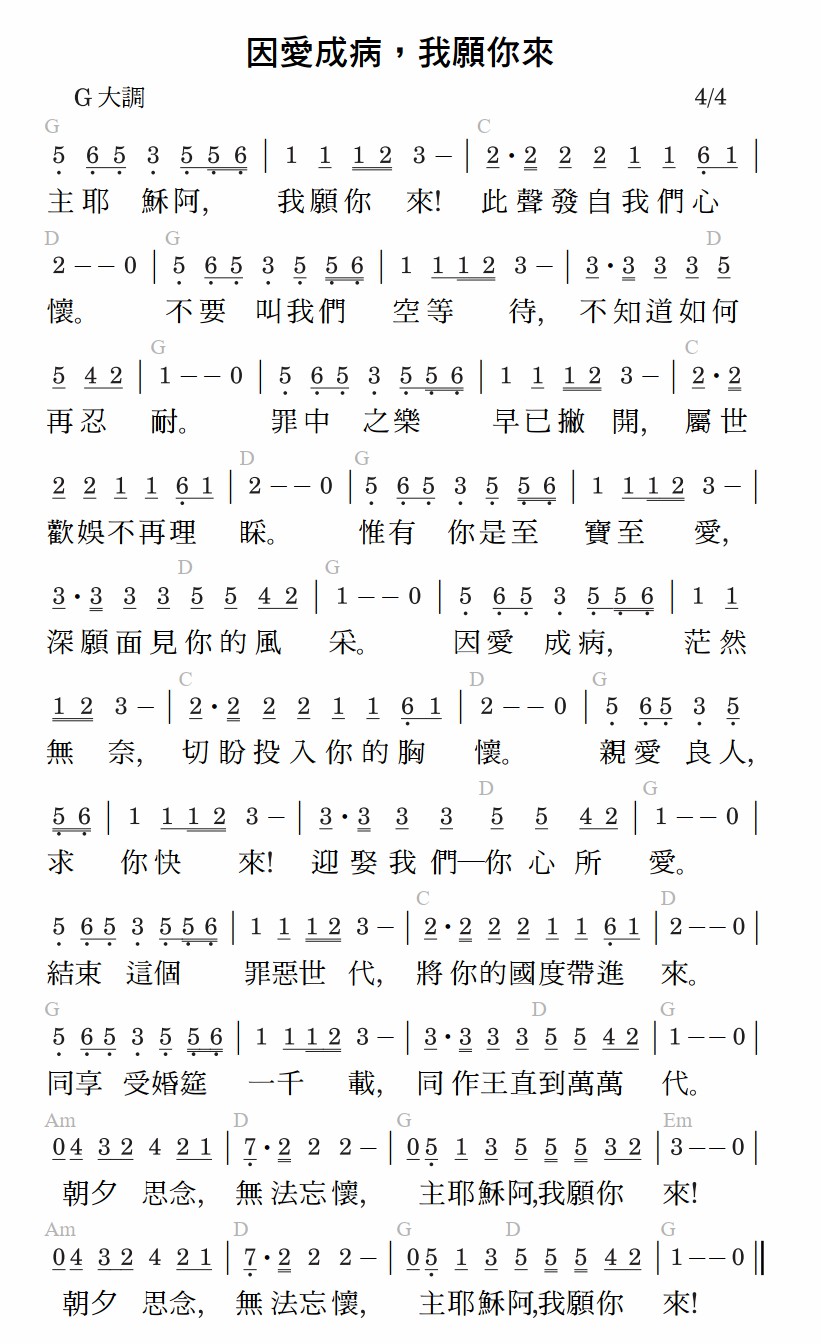 因愛成病，我願你來
G 大調 4/4
G C
5 6 5 3 5 5 6 | 1 1 1 2 3 – | 2 • 2 2 2 1 1 6 1 |
主耶 穌阿, 我願你 來! 此聲發自我們心
D G D
2 – – 0 | 5 6 5 3 5 5 6 | 1 1 1 2 3 – | 3 • 3 3 3 5
懷。 不要 叫我們 空等 待, 不知道如何
G C
5 4 2 | 1 – – 0 | 5 6 5 3 5 5 6 | 1 1 1 2 3 – | 2 • 2
再忍 耐。 罪中 之樂 早已撇 開, 屬世
D G
2 2 1 1 6 1 | 2 – – 0 | 5 6 5 3 5 5 6 | 1 1 1 2 3 – |
歡娛不再理 睬。 惟有 你是至 寶至 愛,
D G
3 • 3 3 3 5 5 4 2 | 1 – – 0 | 5 6 5 3 5 5 6 | 1 1
深願面見你的風 采。 因愛 成病, 茫然
C D G
1 2 3 – | 2 • 2 2 2 1 1 6 1 | 2 – – 0 | 5 6 5 3 5
無 奈, 切盼投入你的胸 懷。 親愛 良人,
D G
5 6 | 1 1 1 2 3 – | 3 • 3 3 3 5 5 4 2 | 1 – – 0 |
求 你快 來! 迎娶我們—你心所 愛。
C D
5 6 5 3 5 5 6 | 1 1 1 2 3 – | 2 • 2 2 2 1 1 6 1 | 2 – – 0 |
結束 這個 罪惡世 代, 將你的國度帶進 來。
G D G
5 6 5 3 5 5 6 | 1 1 1 2 3 – | 3 • 3 3 3 5 5 4 2 | 1 – – 0 |
同享 受婚筵 一千 載, 同作王直到萬萬 代。
Am D G Em
0 4 3 2 4 2 1 | 7 • 2 2 2 – | 0 5 1 3 5 5 3 2 | 3 – – 0 |
朝夕 思念, 無法忘懷, 主耶穌阿,我願你 來!
Am D G D G
0 4 3 2 4 2 1 | 7 • 2 2 2 – | 0 5 1 3 5 5 4 2 | 1 – – 0 ||
朝夕 思念, 無法忘懷, 主耶穌阿,我願你 來!